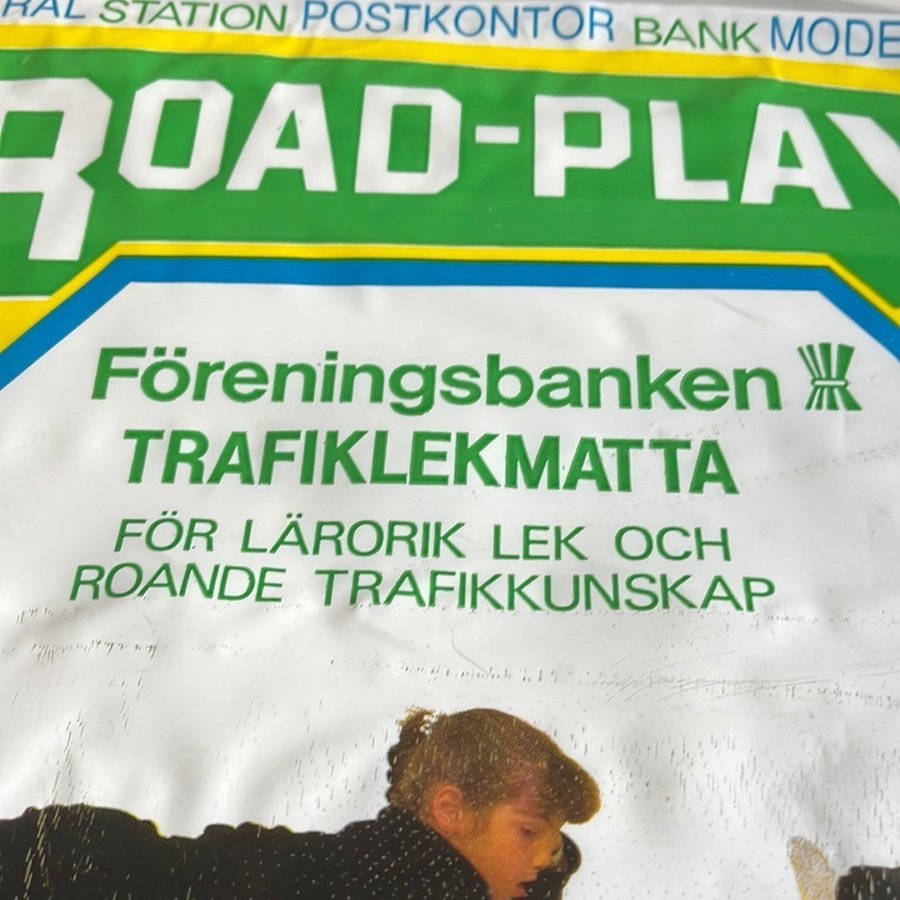 RAL STATION POSTKONTOR BANK MODE
ROAD-PLAY
Föreningsbanken
TRAFIKLEKMATTA
FÖR LÄRORIK LEK OCH
ROANDE TRAFIKKUNSKAP